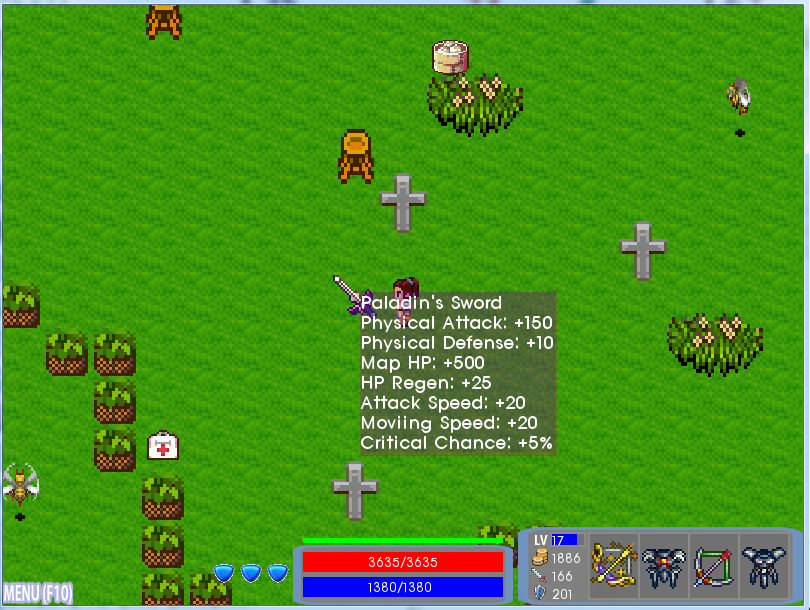 Paladin's Sword
Physical Attack: +150
Physical Defense: +10
Map HP: +500
HP Regen: +25
Attack Speed: +20
Moviing Speed: +20
Critical Chance: +5%
LV 17
1886
166
201
3635/3635
1380/1380
MENU (F10)